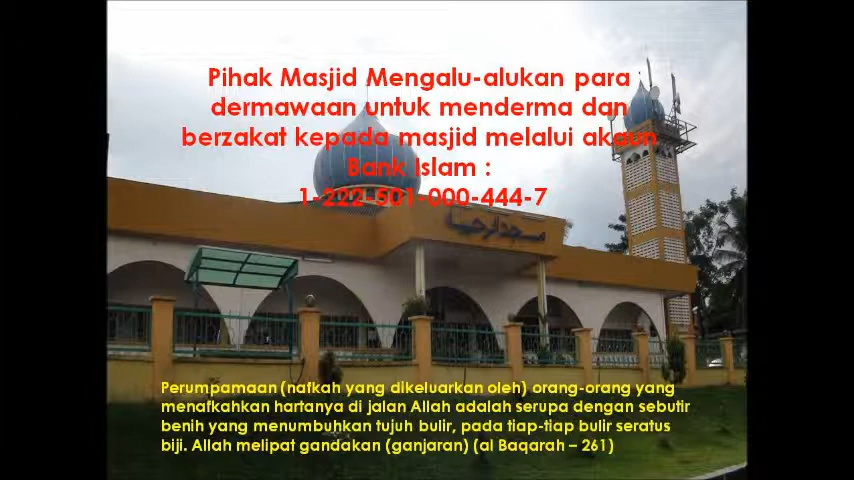 Pihak Masjid Mengalu-alukan para
dermawaan untuk menderma dan
berzakat kepada masjid melalui akaun
Bank Islam :
1-222-501-000-444-7
مسجد الرحمة
Perumpamaan (nafkah yang dikeluarkan oleh) orang-orang yang
menafkahkan hartanya di jalan Allah adalah serupa dengan sebutir
benih yang menumbuhkan tujuh bulir, pada tiap-tiap bulir seratus
biji. Allah melipat gandakan (ganjaran) (al Baqarah – 261)